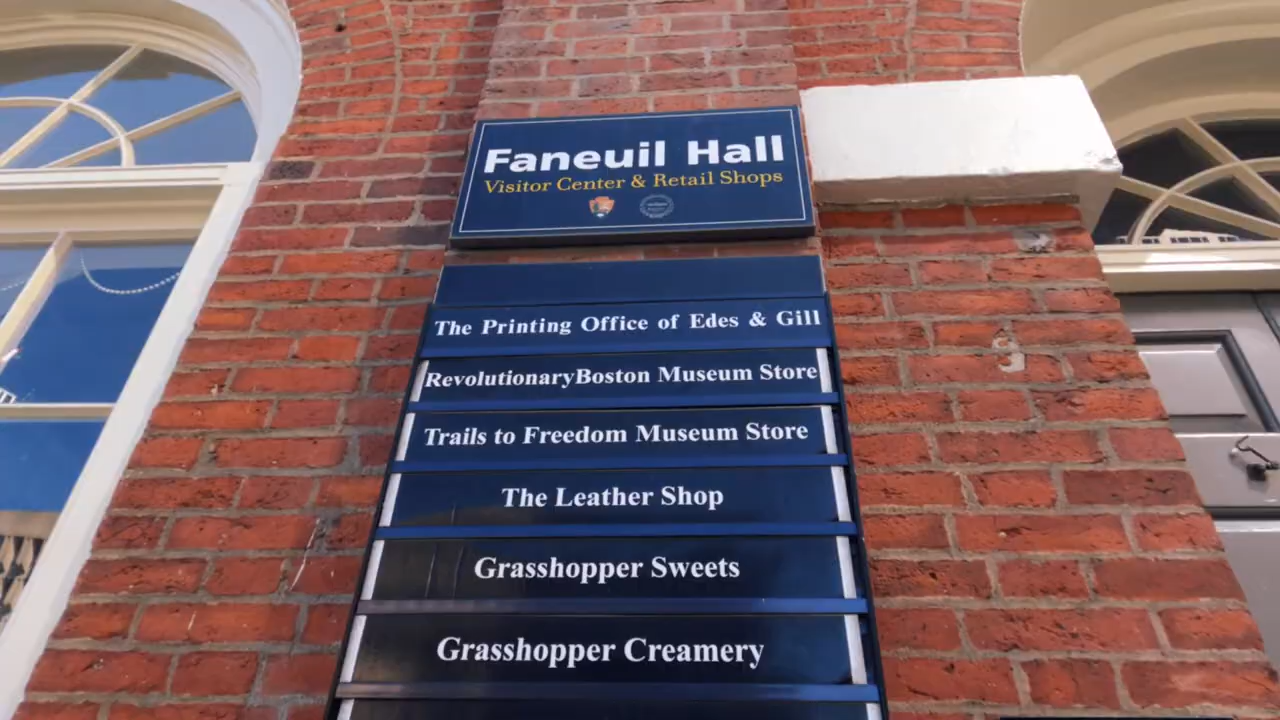 Faneuil Hall
Visitor Center & Retail Shops
The Printing Office of Edes & Gill
RevolutionaryBoston Museum Store
Trails to Freedom Museum Store
The Leather Shop
Grasshopper Sweets
Grasshopper Creamery